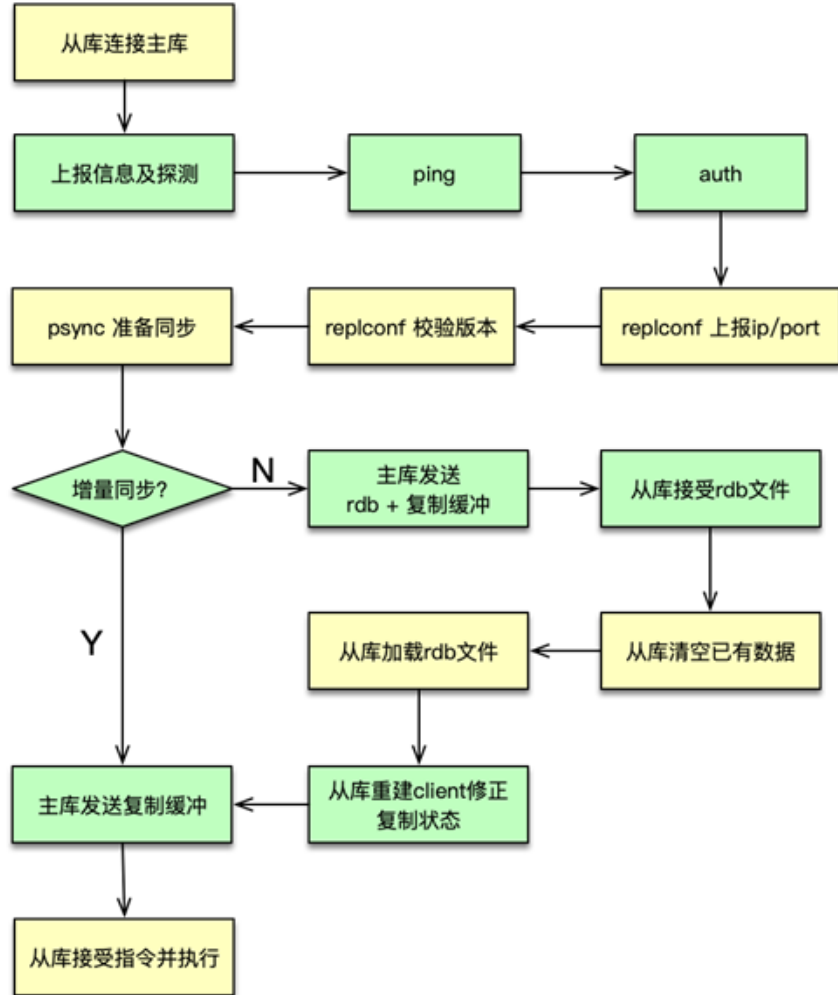 从库连接主库
上报信息及探测
ping
auth
replconf 上报ip/port
replconf 校验版本
psync 准备同步
增量同步?
N
主库发送
rdb + 复制缓冲
从库接受rdb文件
从库清空已有数据
从库加载rdb文件
从库重建client修正
复制状态
Y
主库发送复制缓冲
从库接受指令并执行